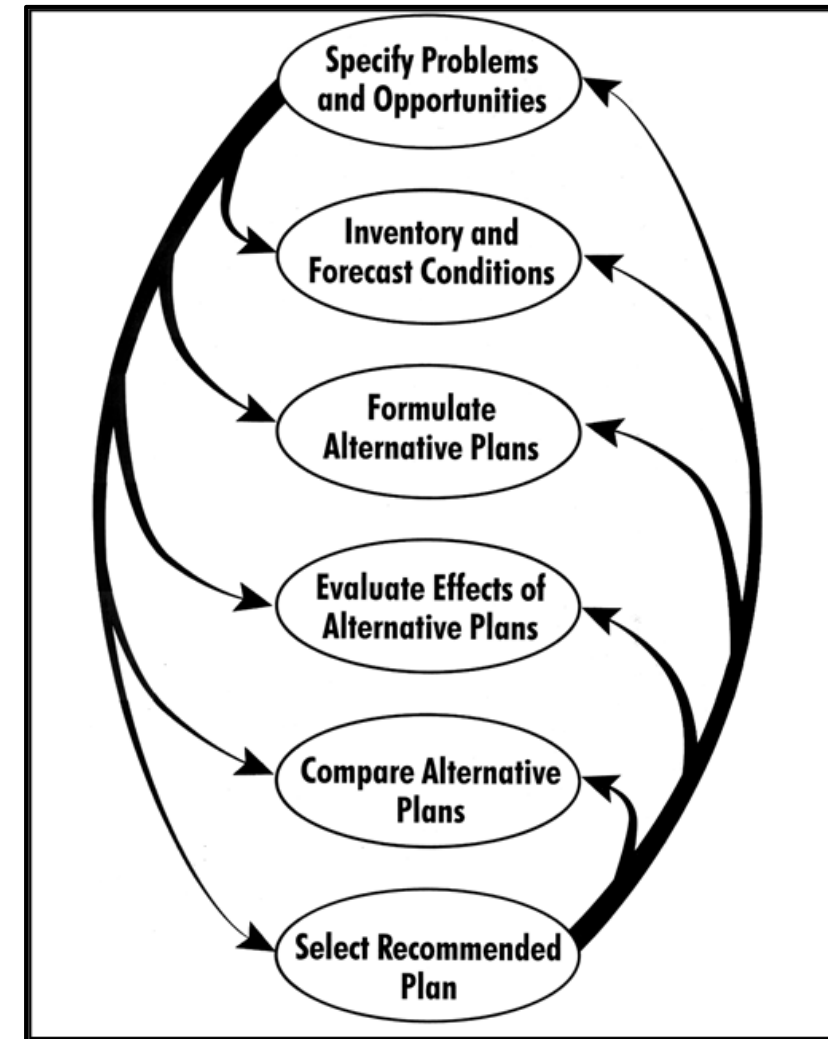 Specify Problems
and Opportunities
Inventory and
Forecast Conditions
Formulate
Alternative Plans
Evaluate Effects of
Alternative Plans
Compare Alternative
Plans
Select Recommended
Plan